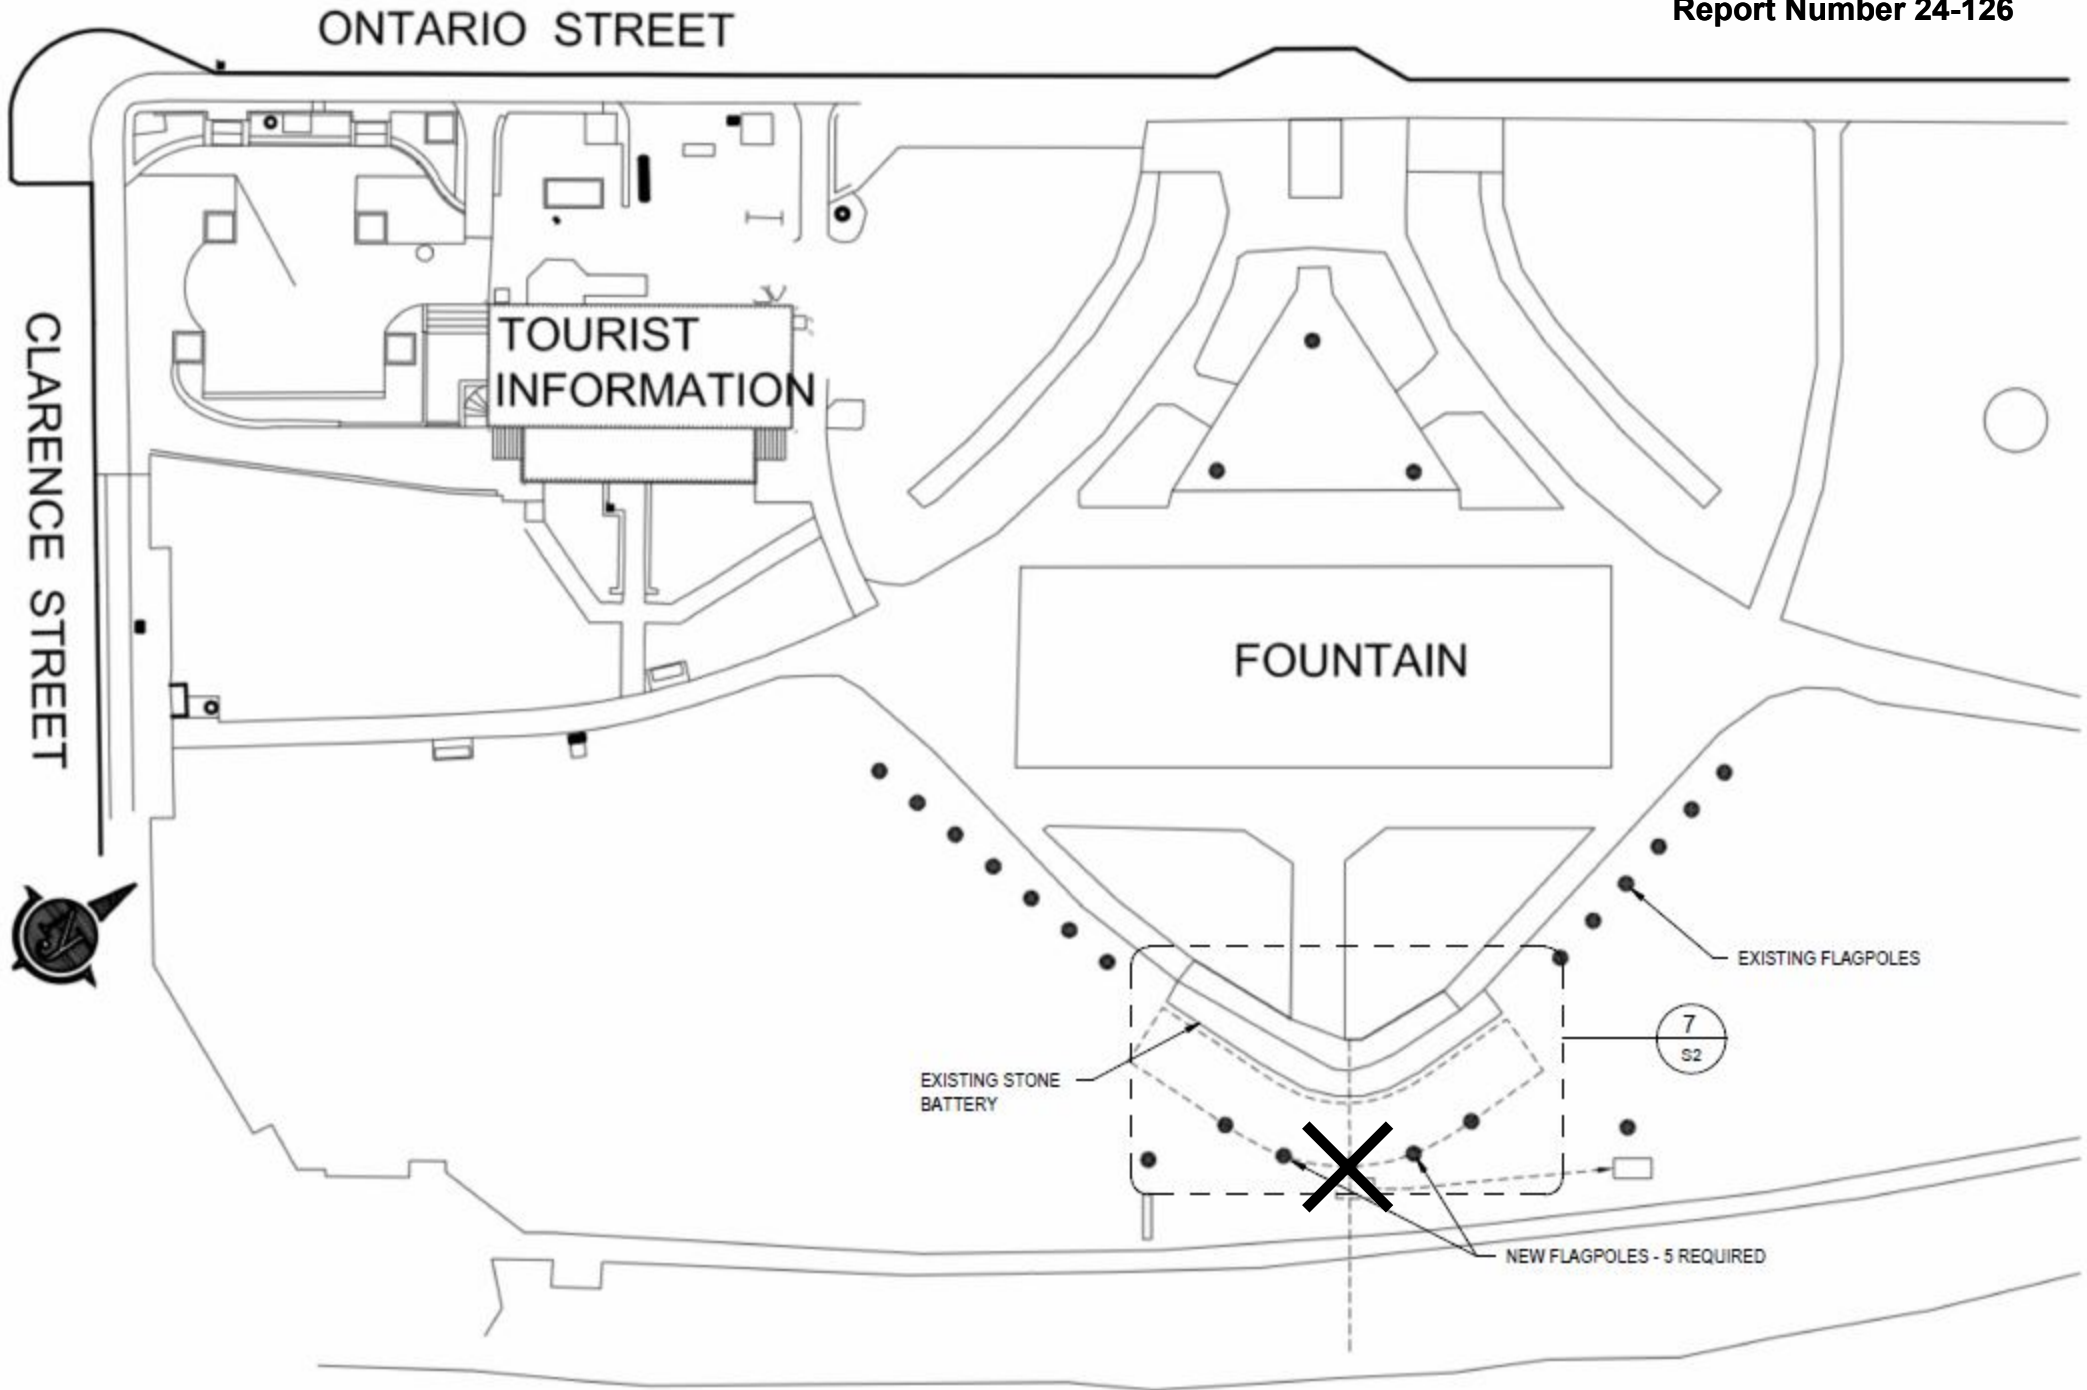 Report Number 24-126
ONTARIO STREET
CLARENCE STREET
TOURIST
INFORMATION
FOUNTAIN
EXISTING FLAGPOLES
7
S2
EXISTING STONE
BATTERY
NEW FLAGPOLES - 5 REQUIRED